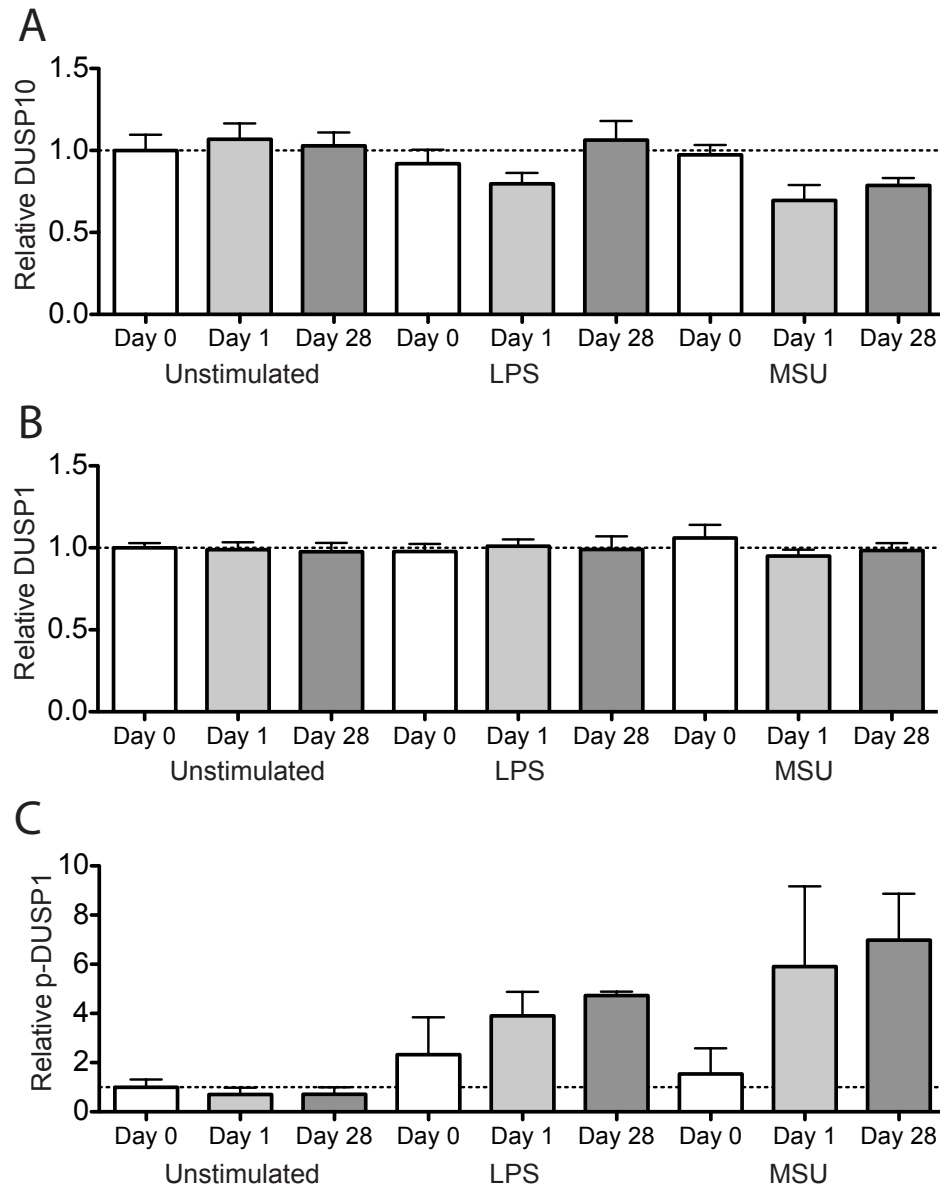 A
Relative DUSP10
1.5
1.0
0.5
0.0
Day 0 Day 1 Day 28 Day 0 Day 1 Day 28 Day 0 Day 1 Day 28
Unstimulated LPS MSU
B
Relative DUSP1
1.5
1.0
0.5
0.0
Day 0 Day 1 Day 28 Day 0 Day 1 Day 28 Day 0 Day 1 Day 28
Unstimulated LPS MSU
C
Relative p-DUSP1
10
8
6
4
2
0
Day 0 Day 1 Day 28 Day 0 Day 1 Day 28 Day 0 Day 1 Day 28
Unstimulated LPS MSU